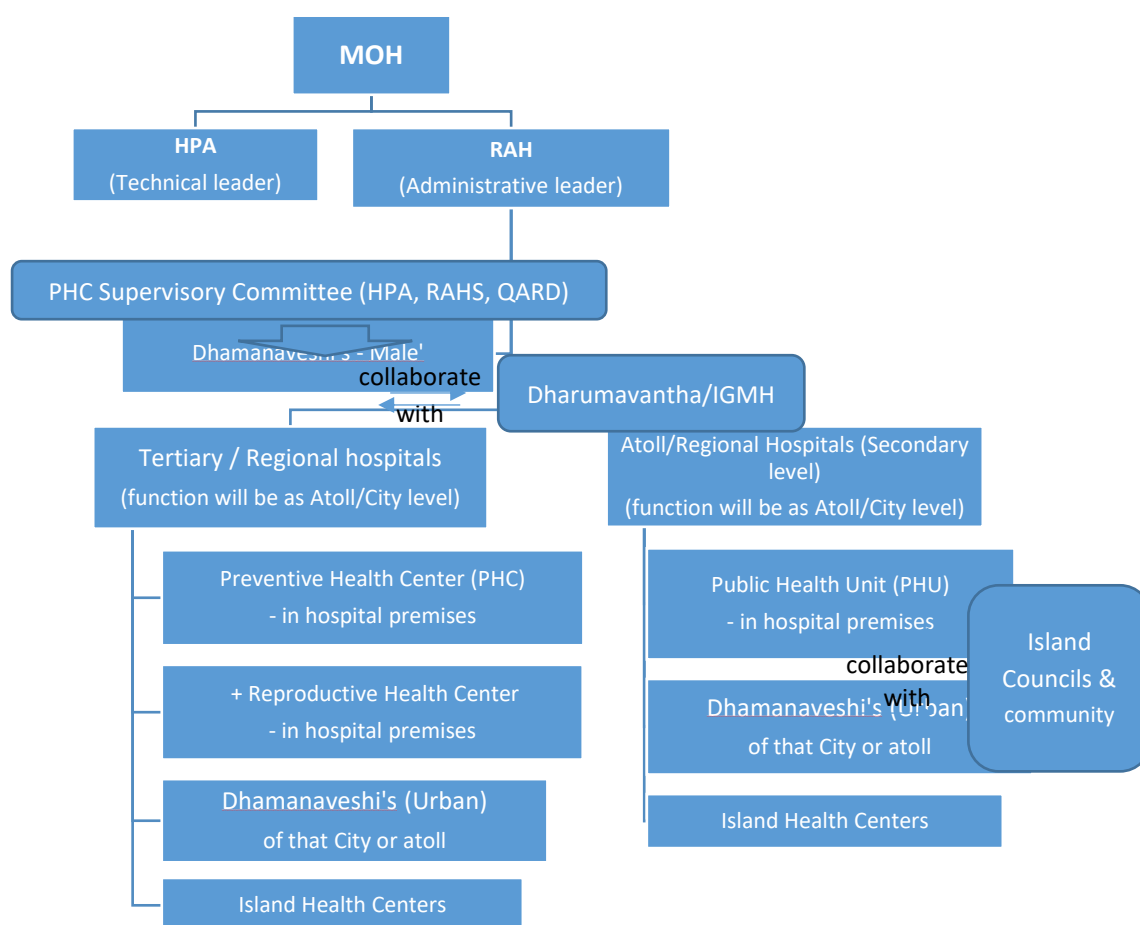 MOH
HPA
(Technical leader)
RAH
(Administrative leader)
PHC Supervisory Committee (HPA, RAHS, QARD)
Dhamanaveshi's - Male'
collaborate
with
Dharumavantha/IGMH
Tertiary / Regional hospitals
(function will be as Atoll/City level)
Atoll/Regional Hospitals (Secondary
level)
(function will be as Atoll/City level)
Preventive Health Center (PHC)
- in hospital premises
+ Reproductive Health Center
- in hospital premises
Dhamanaveshi's (Urban)
of that City or atoll
Island Health Centers
Public Health Unit (PHU)
- in hospital premises
collaborate
with
Island
Councils &
community
Dhamanaveshi's (Urban)
of that City or atoll
Island Health Centers